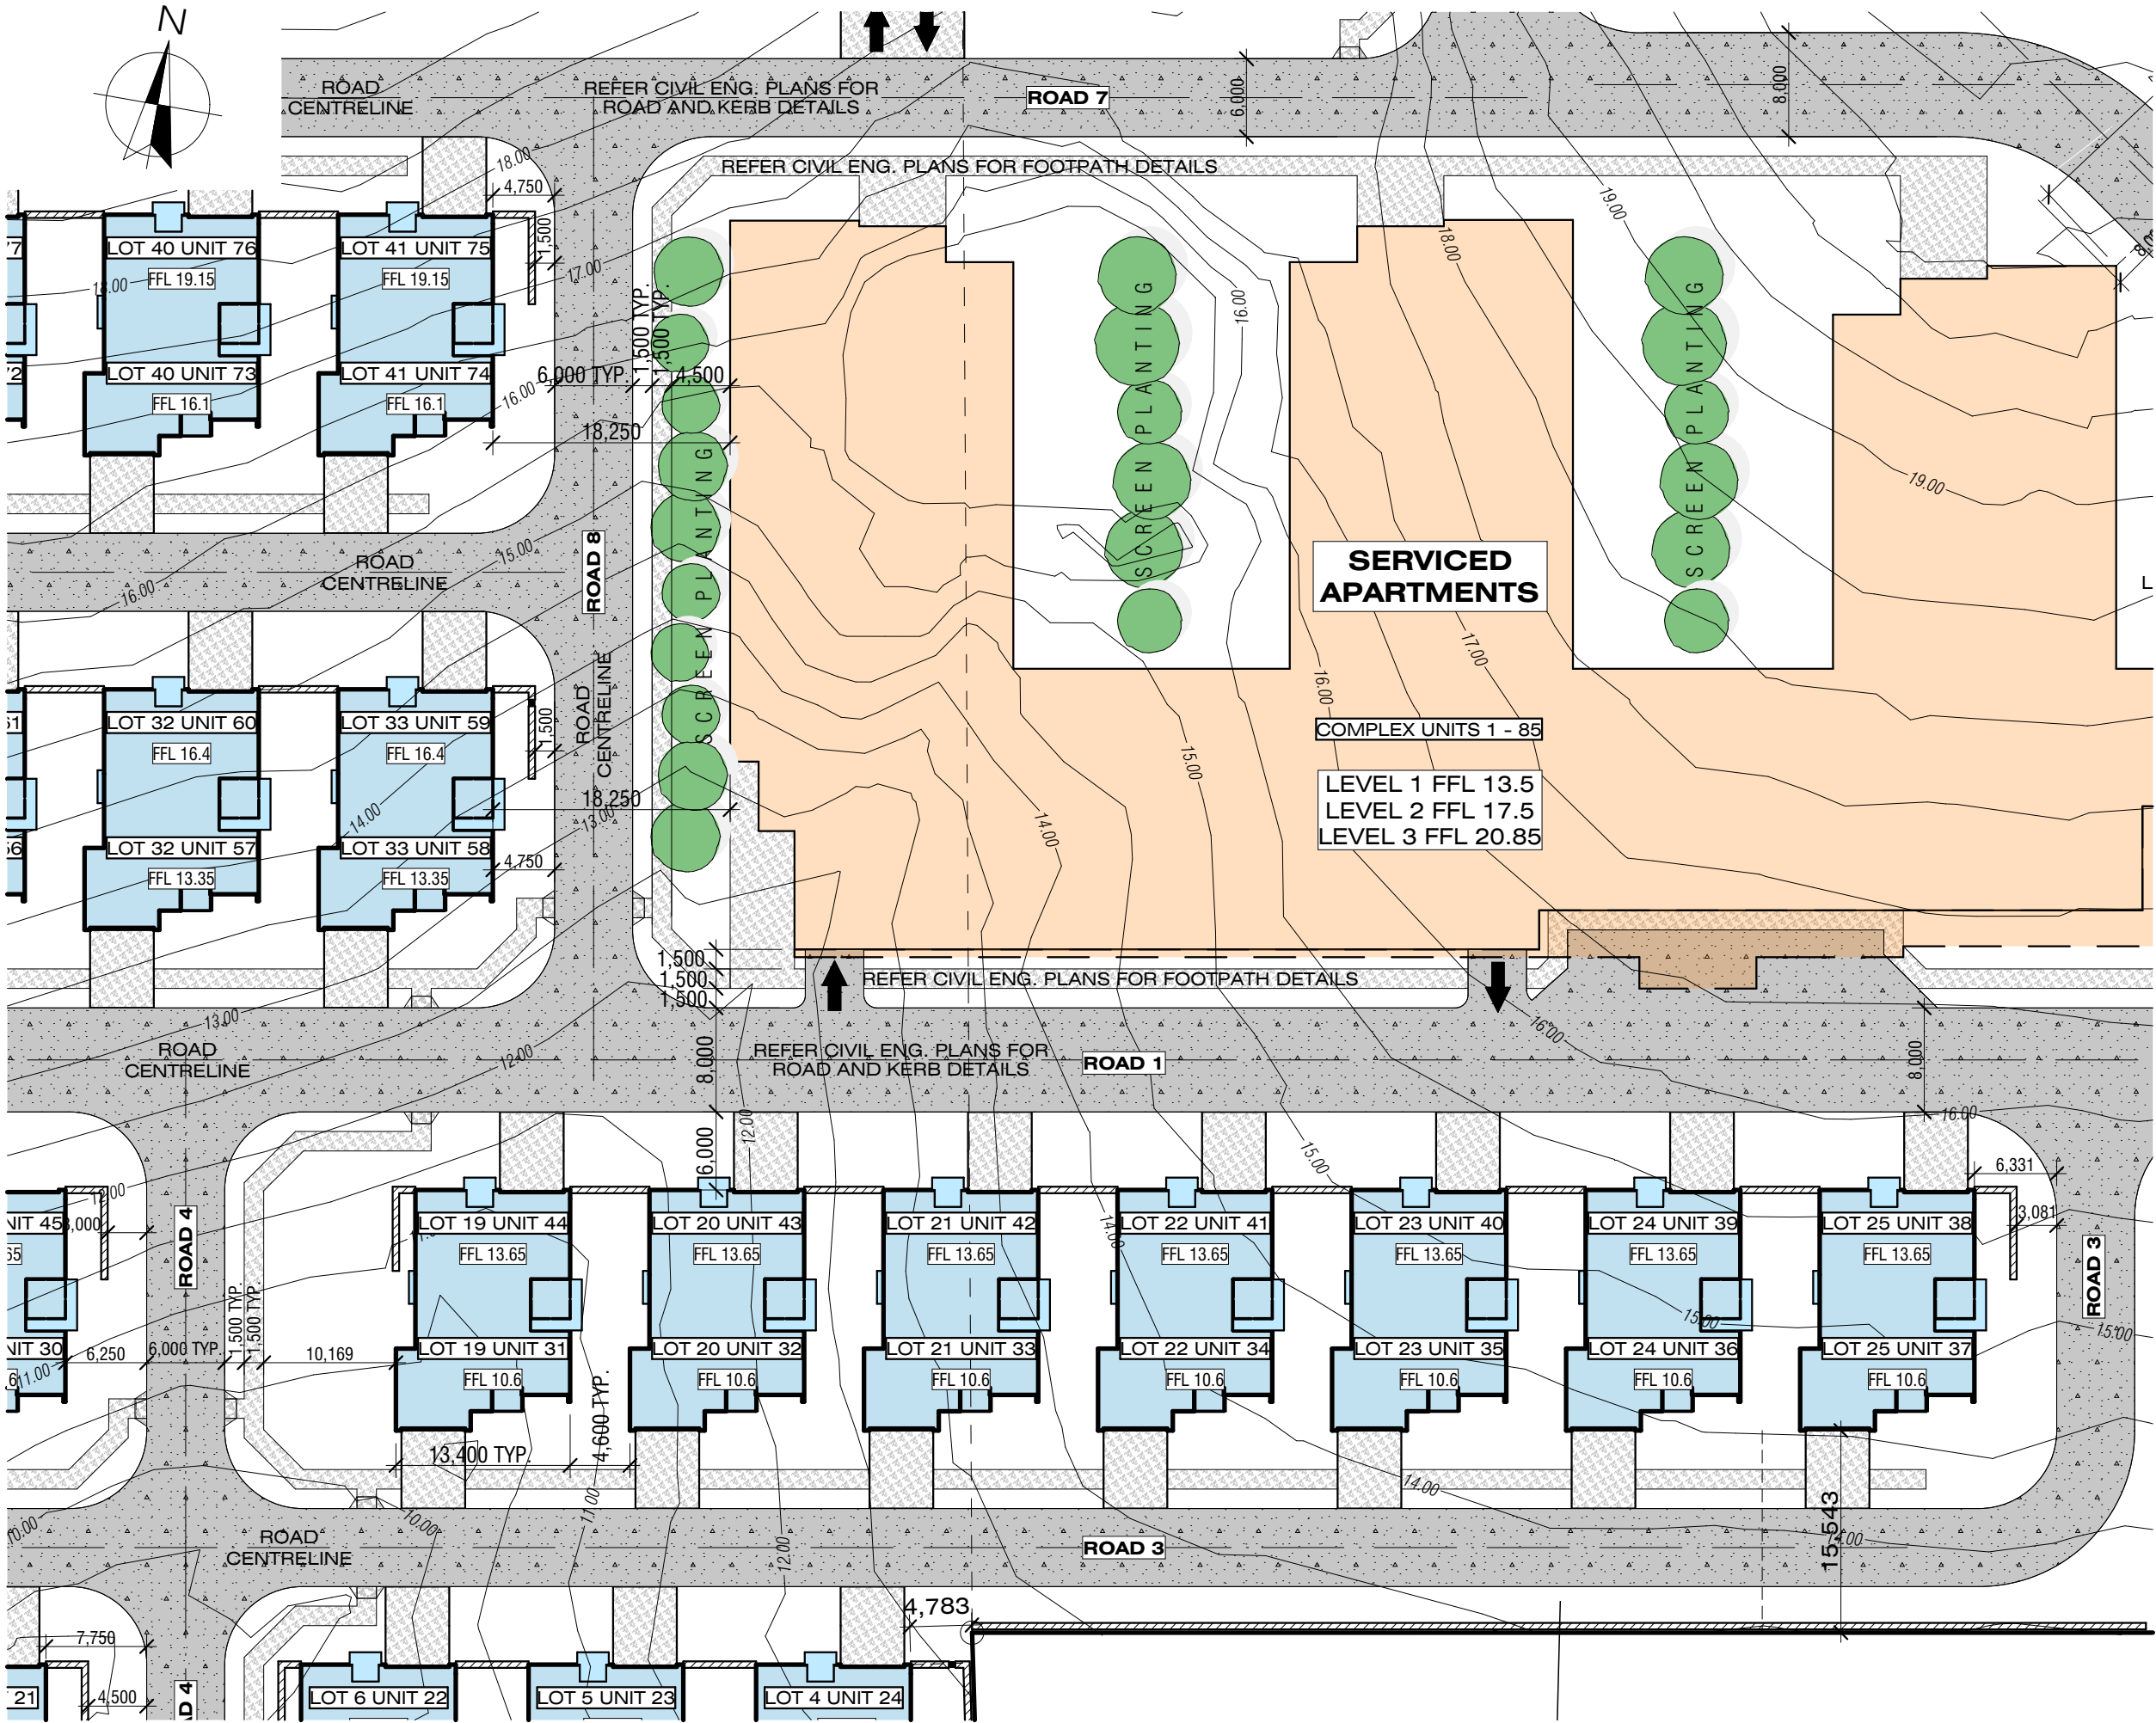 N
ROAD
CENTRELINE
REFER CIVIL ENG. PLANS FOR
ROAD AND KERB DETAILS
ROAD 7
6,000
8,000
REFER CIVIL ENG. PLANS FOR FOOTPATH DETAILS
18.00
4,750
1,500
17.00
LOT 40 UNIT 76
FFL 19.15
LOT 41 UNIT 75
FFL 19.15
18.00
19.00
18.00
16.00
1,500 TYP.
1,500 TYP.
LOT 40 UNIT 73
FFL 16.1
LOT 41 UNIT 74
FFL 16.1
16.00
6,000 TYP.
4,500
18,250
SCREEN PLANTING
SCREEN PLANTING
SCREEN PLANTING
19.00
15.00
ROAD
CENTRELINE
16.00
ROAD 8
SERVICED
APARTMENTS
17.00
16.00
ROAD
CENTRELINE
COMPLEX UNITS 1 - 85
LEVEL 1 FFL 13.5
LEVEL 2 FFL 17.5
LEVEL 3 FFL 20.85
15.00
14.00
LOT 32 UNIT 60
FFL 16.4
LOT 33 UNIT 59
FFL 16.4
1,500
14.00
18,250
13.00
LOT 32 UNIT 57
FFL 13.35
LOT 33 UNIT 58
FFL 13.35
4,750
1,500
1,500
1,500
REFER CIVIL ENG. PLANS FOR FOOTPATH DETAILS
13.00
16.00
ROAD
CENTRELINE
12.00
8,000
REFER CIVIL ENG. PLANS FOR
ROAD AND KERB DETAILS
ROAD 1
8,000
16.00
12.00
6,000
15.00
6,331
3,081
12.00
NIT 45
ROAD 4
LOT 19 UNIT 44
FFL 13.65
LOT 20 UNIT 43
FFL 13.65
LOT 21 UNIT 42
FFL 13.65
LOT 22 UNIT 41
FFL 13.65
LOT 23 UNIT 40
FFL 13.65
LOT 24 UNIT 39
FFL 13.65
LOT 25 UNIT 38
FFL 13.65
14.00
ROAD 3
15.00
15.00
NIT 30
11.00
6,250
6,000 TYP.
1,500 TYP.
1,500 TYP.
10,169
LOT 19 UNIT 31
FFL 10.6
LOT 20 UNIT 32
FFL 10.6
LOT 21 UNIT 33
FFL 10.6
LOT 22 UNIT 34
FFL 10.6
LOT 23 UNIT 35
FFL 10.6
LOT 24 UNIT 36
FFL 10.6
LOT 25 UNIT 37
FFL 10.6
13,400 TYP.
4,600 TYP.
14.00
10.00
10.00
11.00
12.00
15,543
ROAD
CENTRELINE
ROAD 3
4,783
7,750
4,500
21
LOT 6 UNIT 22
LOT 5 UNIT 23
LOT 4 UNIT 24